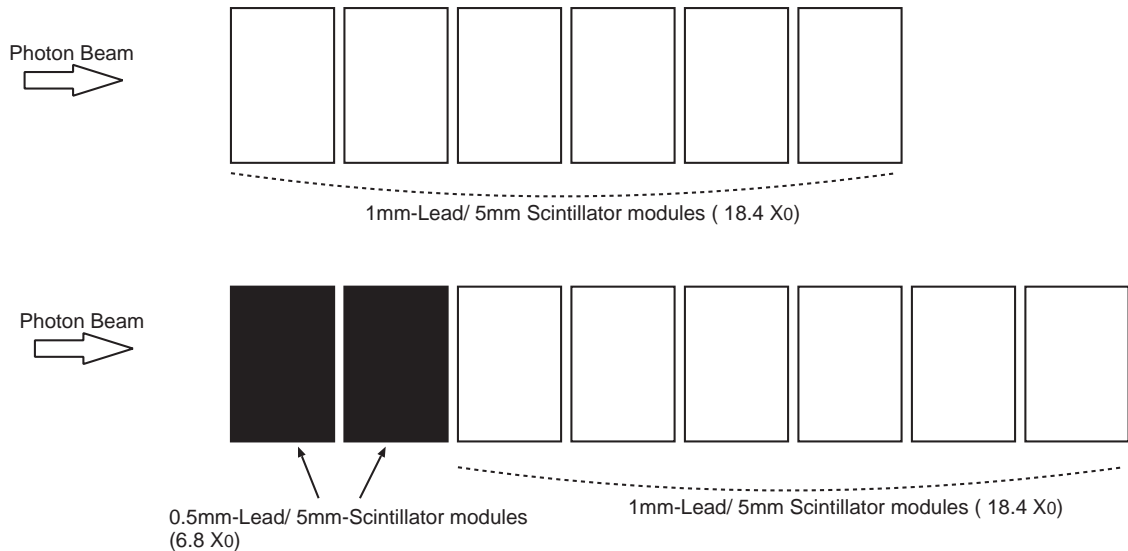 Photon Beam
1mm-Lead/ 5mm Scintillator modules ( 18.4 X0)
Photon Beam
1mm-Lead/ 5mm Scintillator modules ( 18.4 X0)
0.5mm-Lead/ 5mm-Scintillator modules
(6.8 X0)